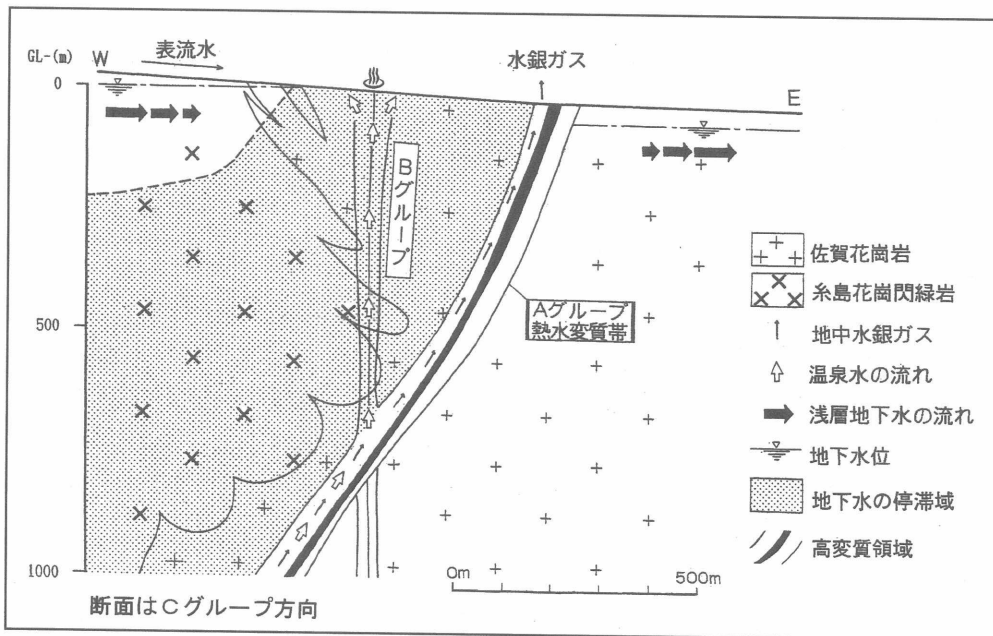 GL-(m)
W
表流水
水銀ガス
E
0
500
1000
Bグループ
Aグループ
熱水変質帯
佐賀花崗岩
糸島花崗閃緑岩
地中水銀ガス
温泉水の流れ
浅層地下水の流れ
地下水位
地下水の停滞域
高変質領域
0m
500m
断面はCグループ方向